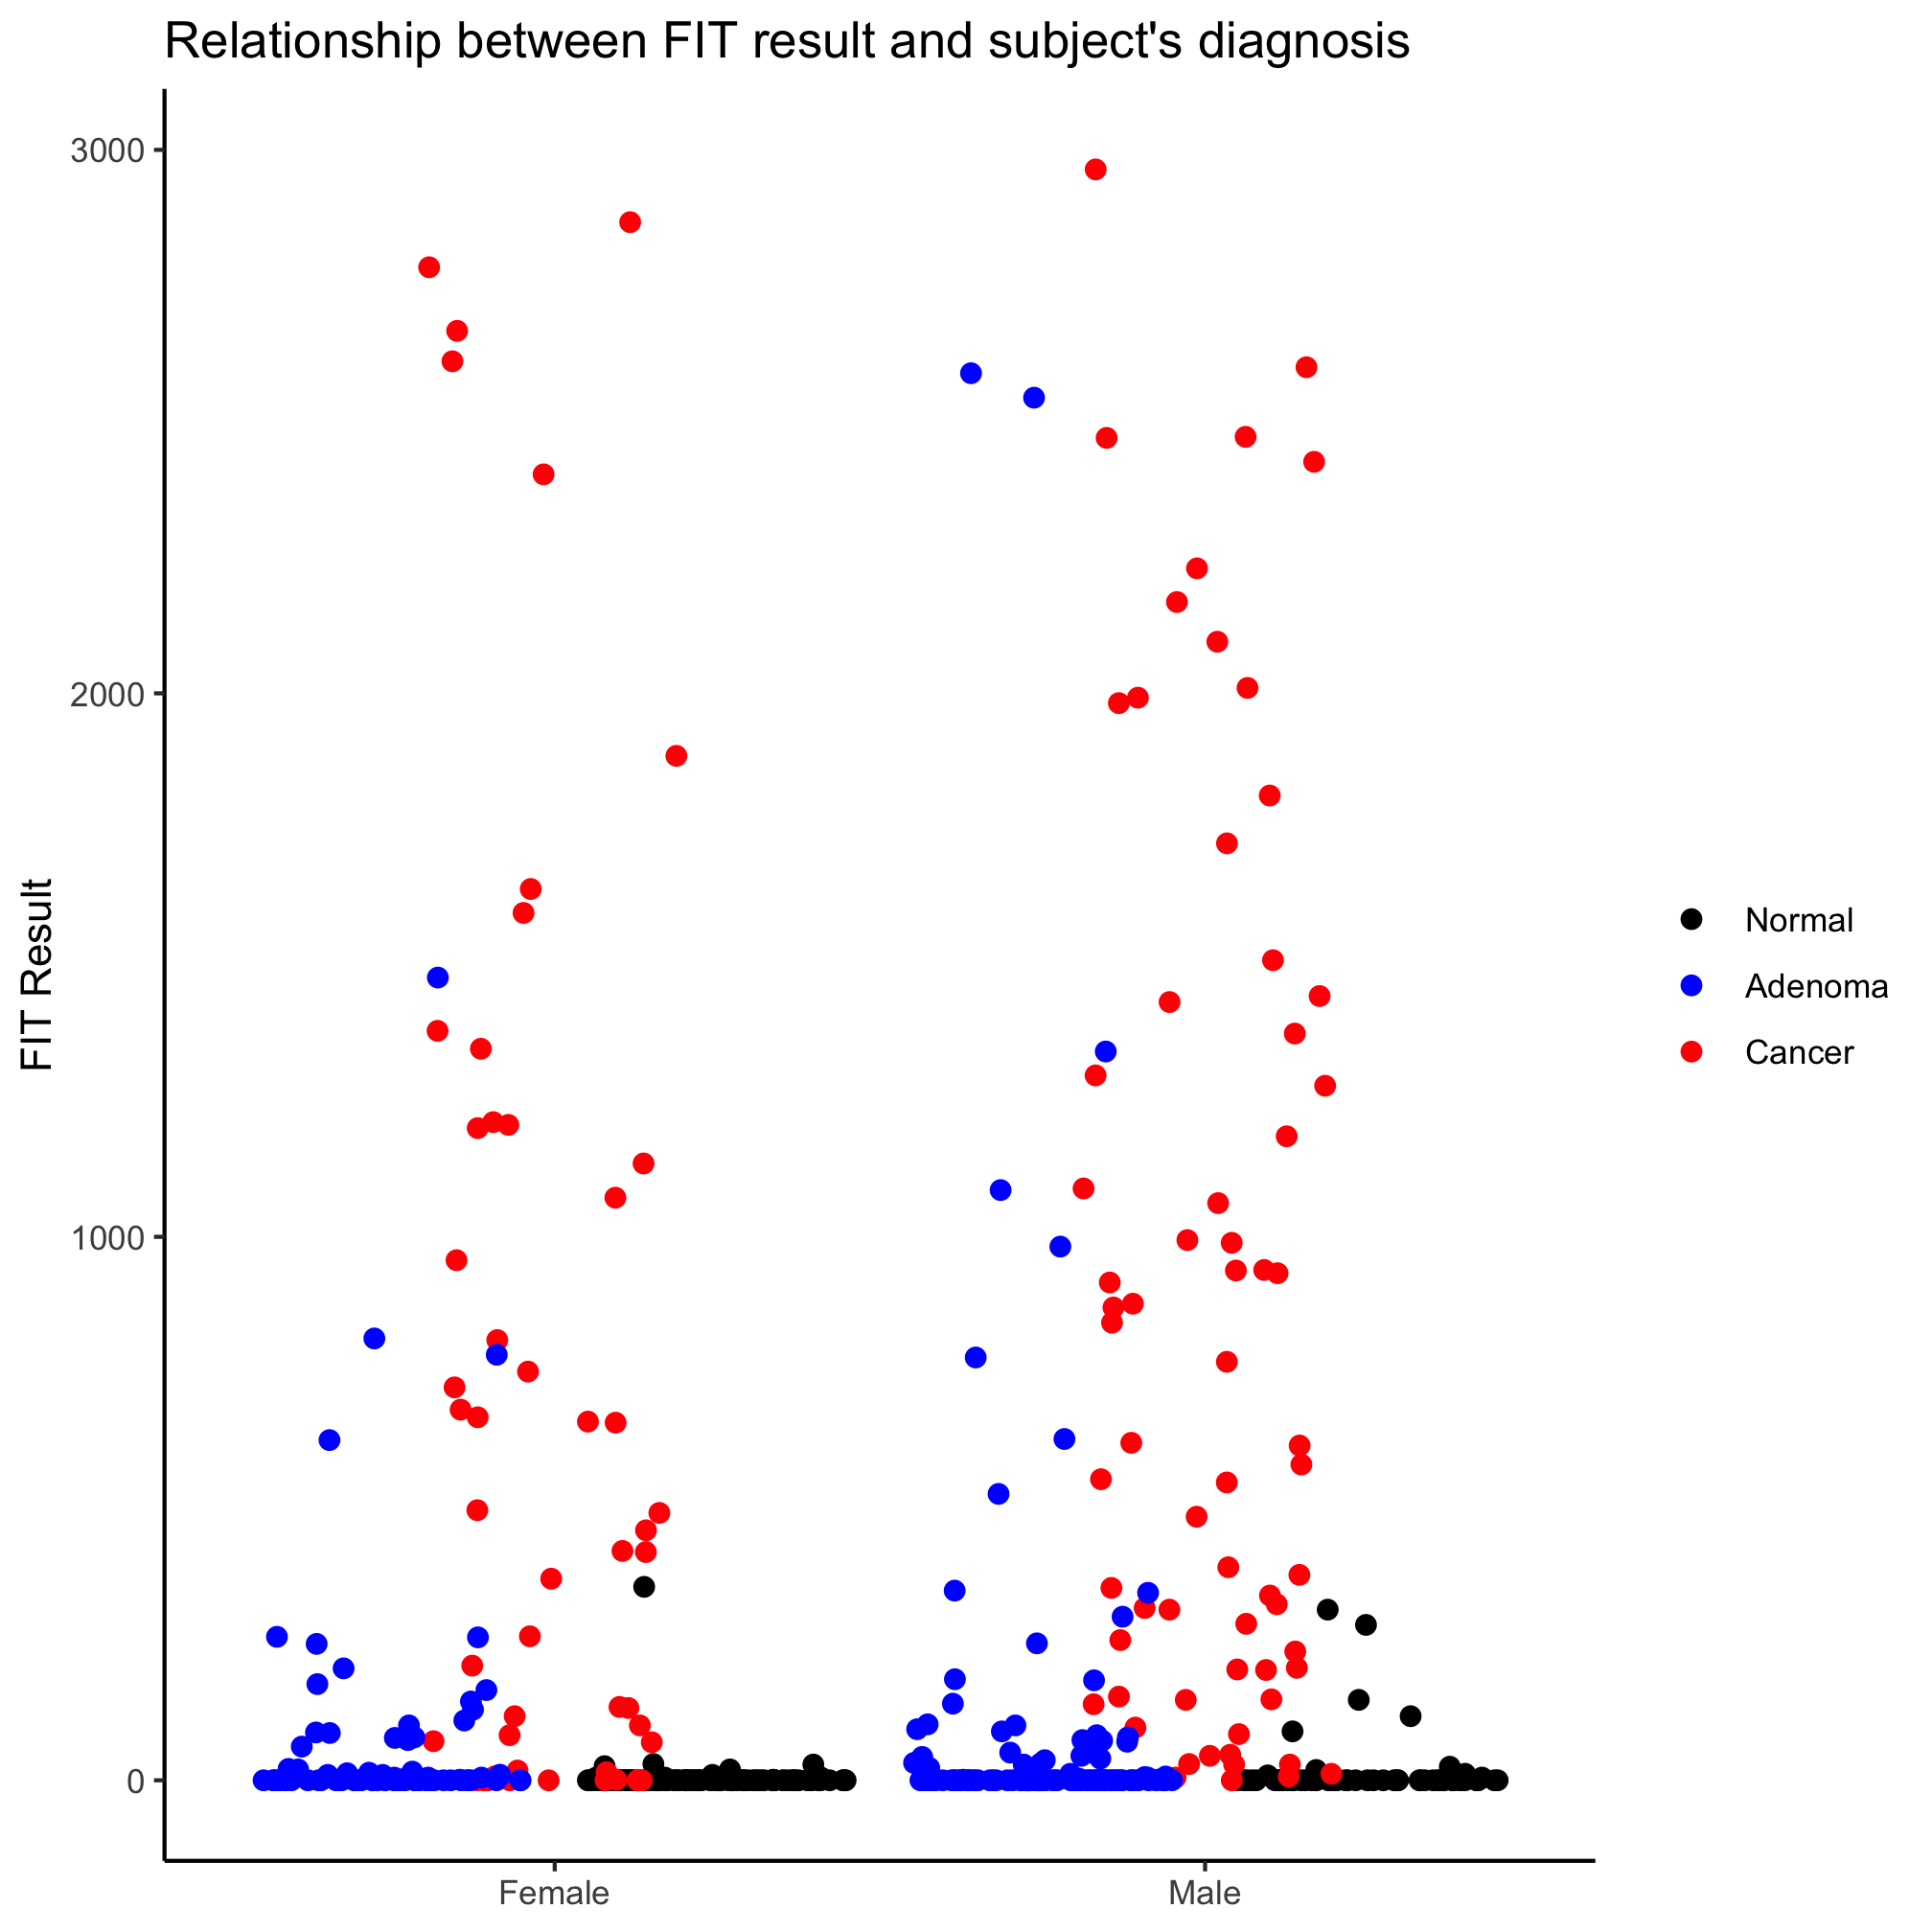 Relationship between FIT result and subject's diagnosis
3000
2000
1000
0
FIT Result
Female
Male
Normal
Adenoma
Cancer